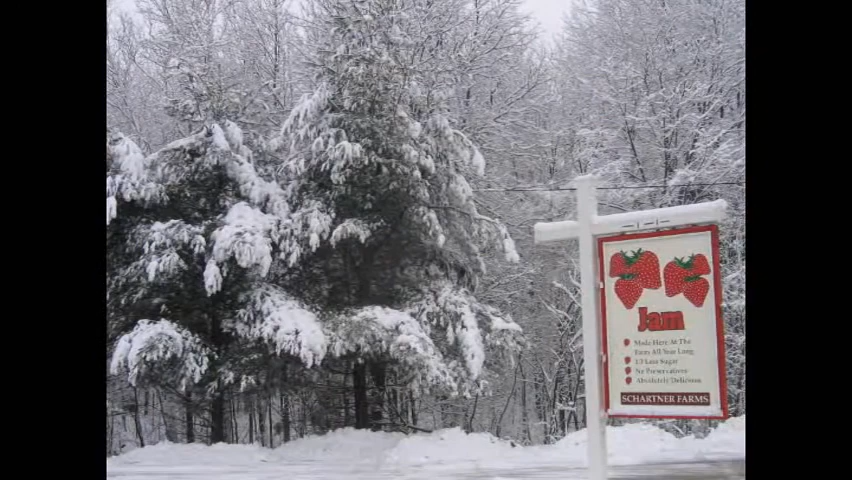 Jam
Made Here At The
Farm All Year Long
1/3 Less Sugar
No Preservatives
Absolutely Delicious
SCHARTNER FARMS